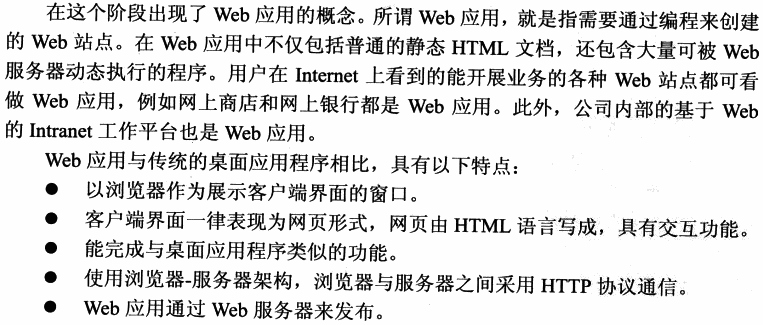 在这个阶段出现了 Web 应用的概念。所谓 Web 应用，就是指需要通过编程来创建
的 Web 站点。在 Web 应用中不仅包括普通的静态 HTML 文档，还包含大量可被 Web
服务器动态执行的程序。用户在 Internet 上看到的能开展业务的各种 Web 站点都可看
做 Web 应用，例如网上商店和网上银行都是 Web 应用。此外，公司内部的基于 Web
的 Intranet 工作平台也是 Web 应用。
Web 应用与传统的桌面应用程序相比，具有以下特点：
● 以浏览器作为展示客户端界面的窗口。
● 客户端界面一律表现为网页形式，网页由 HTML 语言写成，具有交互功能。
● 能完成与桌面应用程序类似的功能。
● 使用浏览器-服务器架构，浏览器与服务器之间采用 HTTP 协议通信。
● Web 应用通过 Web 服务器来发布。